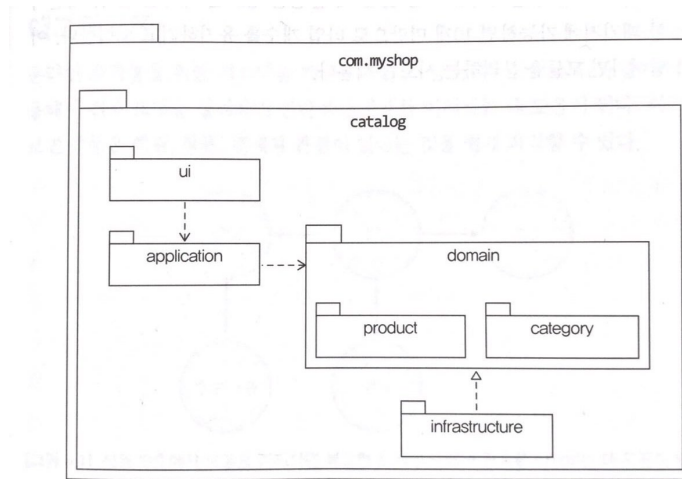 com.myshop
catalog
ui
application
domain
product
category
infrastructure